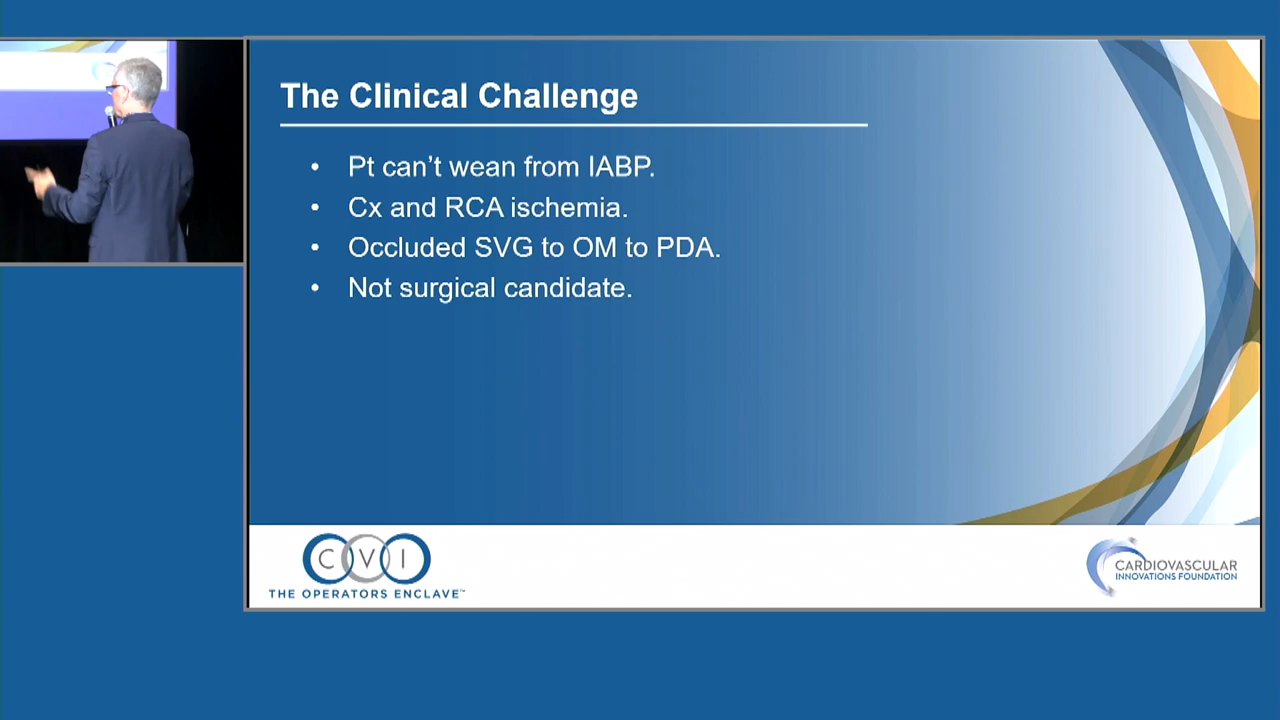 The Clinical Challenge
• Pt can’t wean from IABP.
• Cx and RCA ischemia.
• Occluded SVG to OM to PDA.
• Not surgical candidate.
CVI
THE OPERATORS ENCLAVE™
CARDIOVASCULAR
INNOVATIONS FOUNDATION